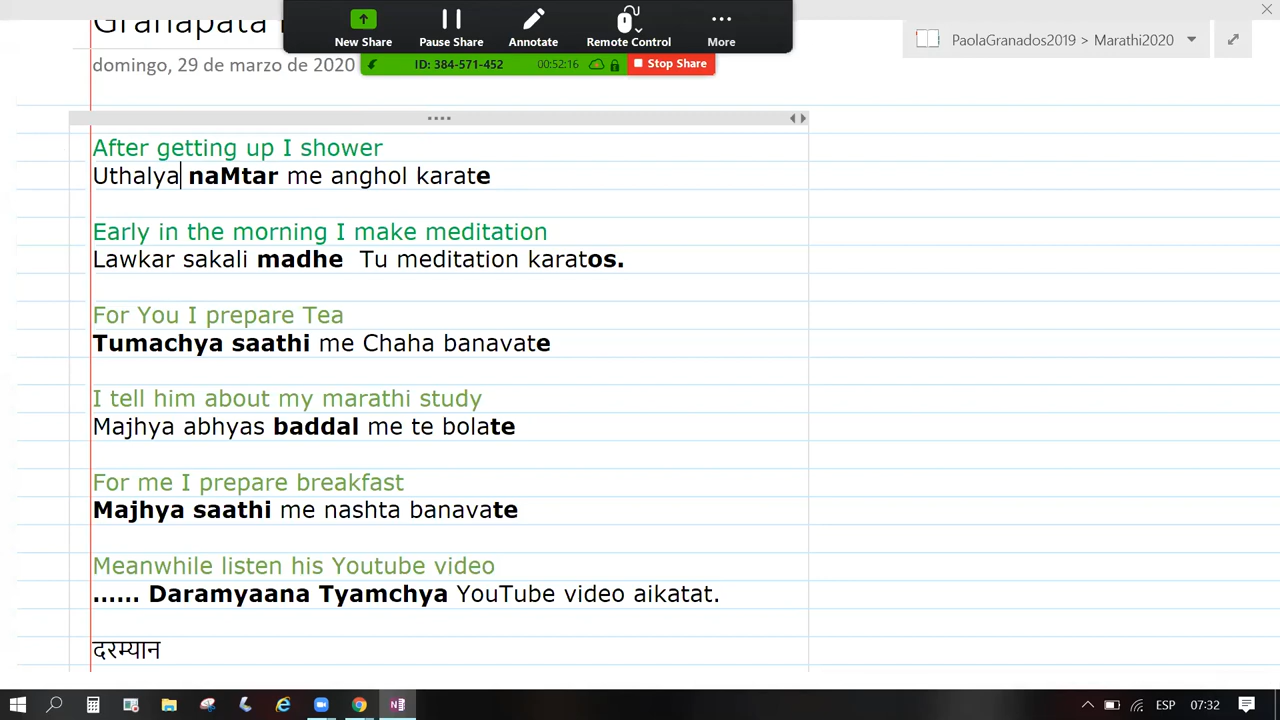 Granapata
New Share
Pause Share
Annotate
Remote Control
More
PaolaGranados2019 > Marathi2020
domingo, 29 de marzo de 2020
ID: 384-571-452
00:52:16
Stop Share
After getting up I shower
Uthalya naMtar me anghol karate
Early in the morning I make meditation
Lawkar sakali madhe Tu meditation karatos.
For You I prepare Tea
Tumachya saathi me Chaha banavate
I tell him about my marathi study
Majhya abhyas baddal me te bolate
For me I prepare breakfast
Majhya saathi me nashta banavate
Meanwhile listen his Youtube video
...... Daramyaana Tyamchya YouTube video aikatat.
दरम्यान
ESP
07:32